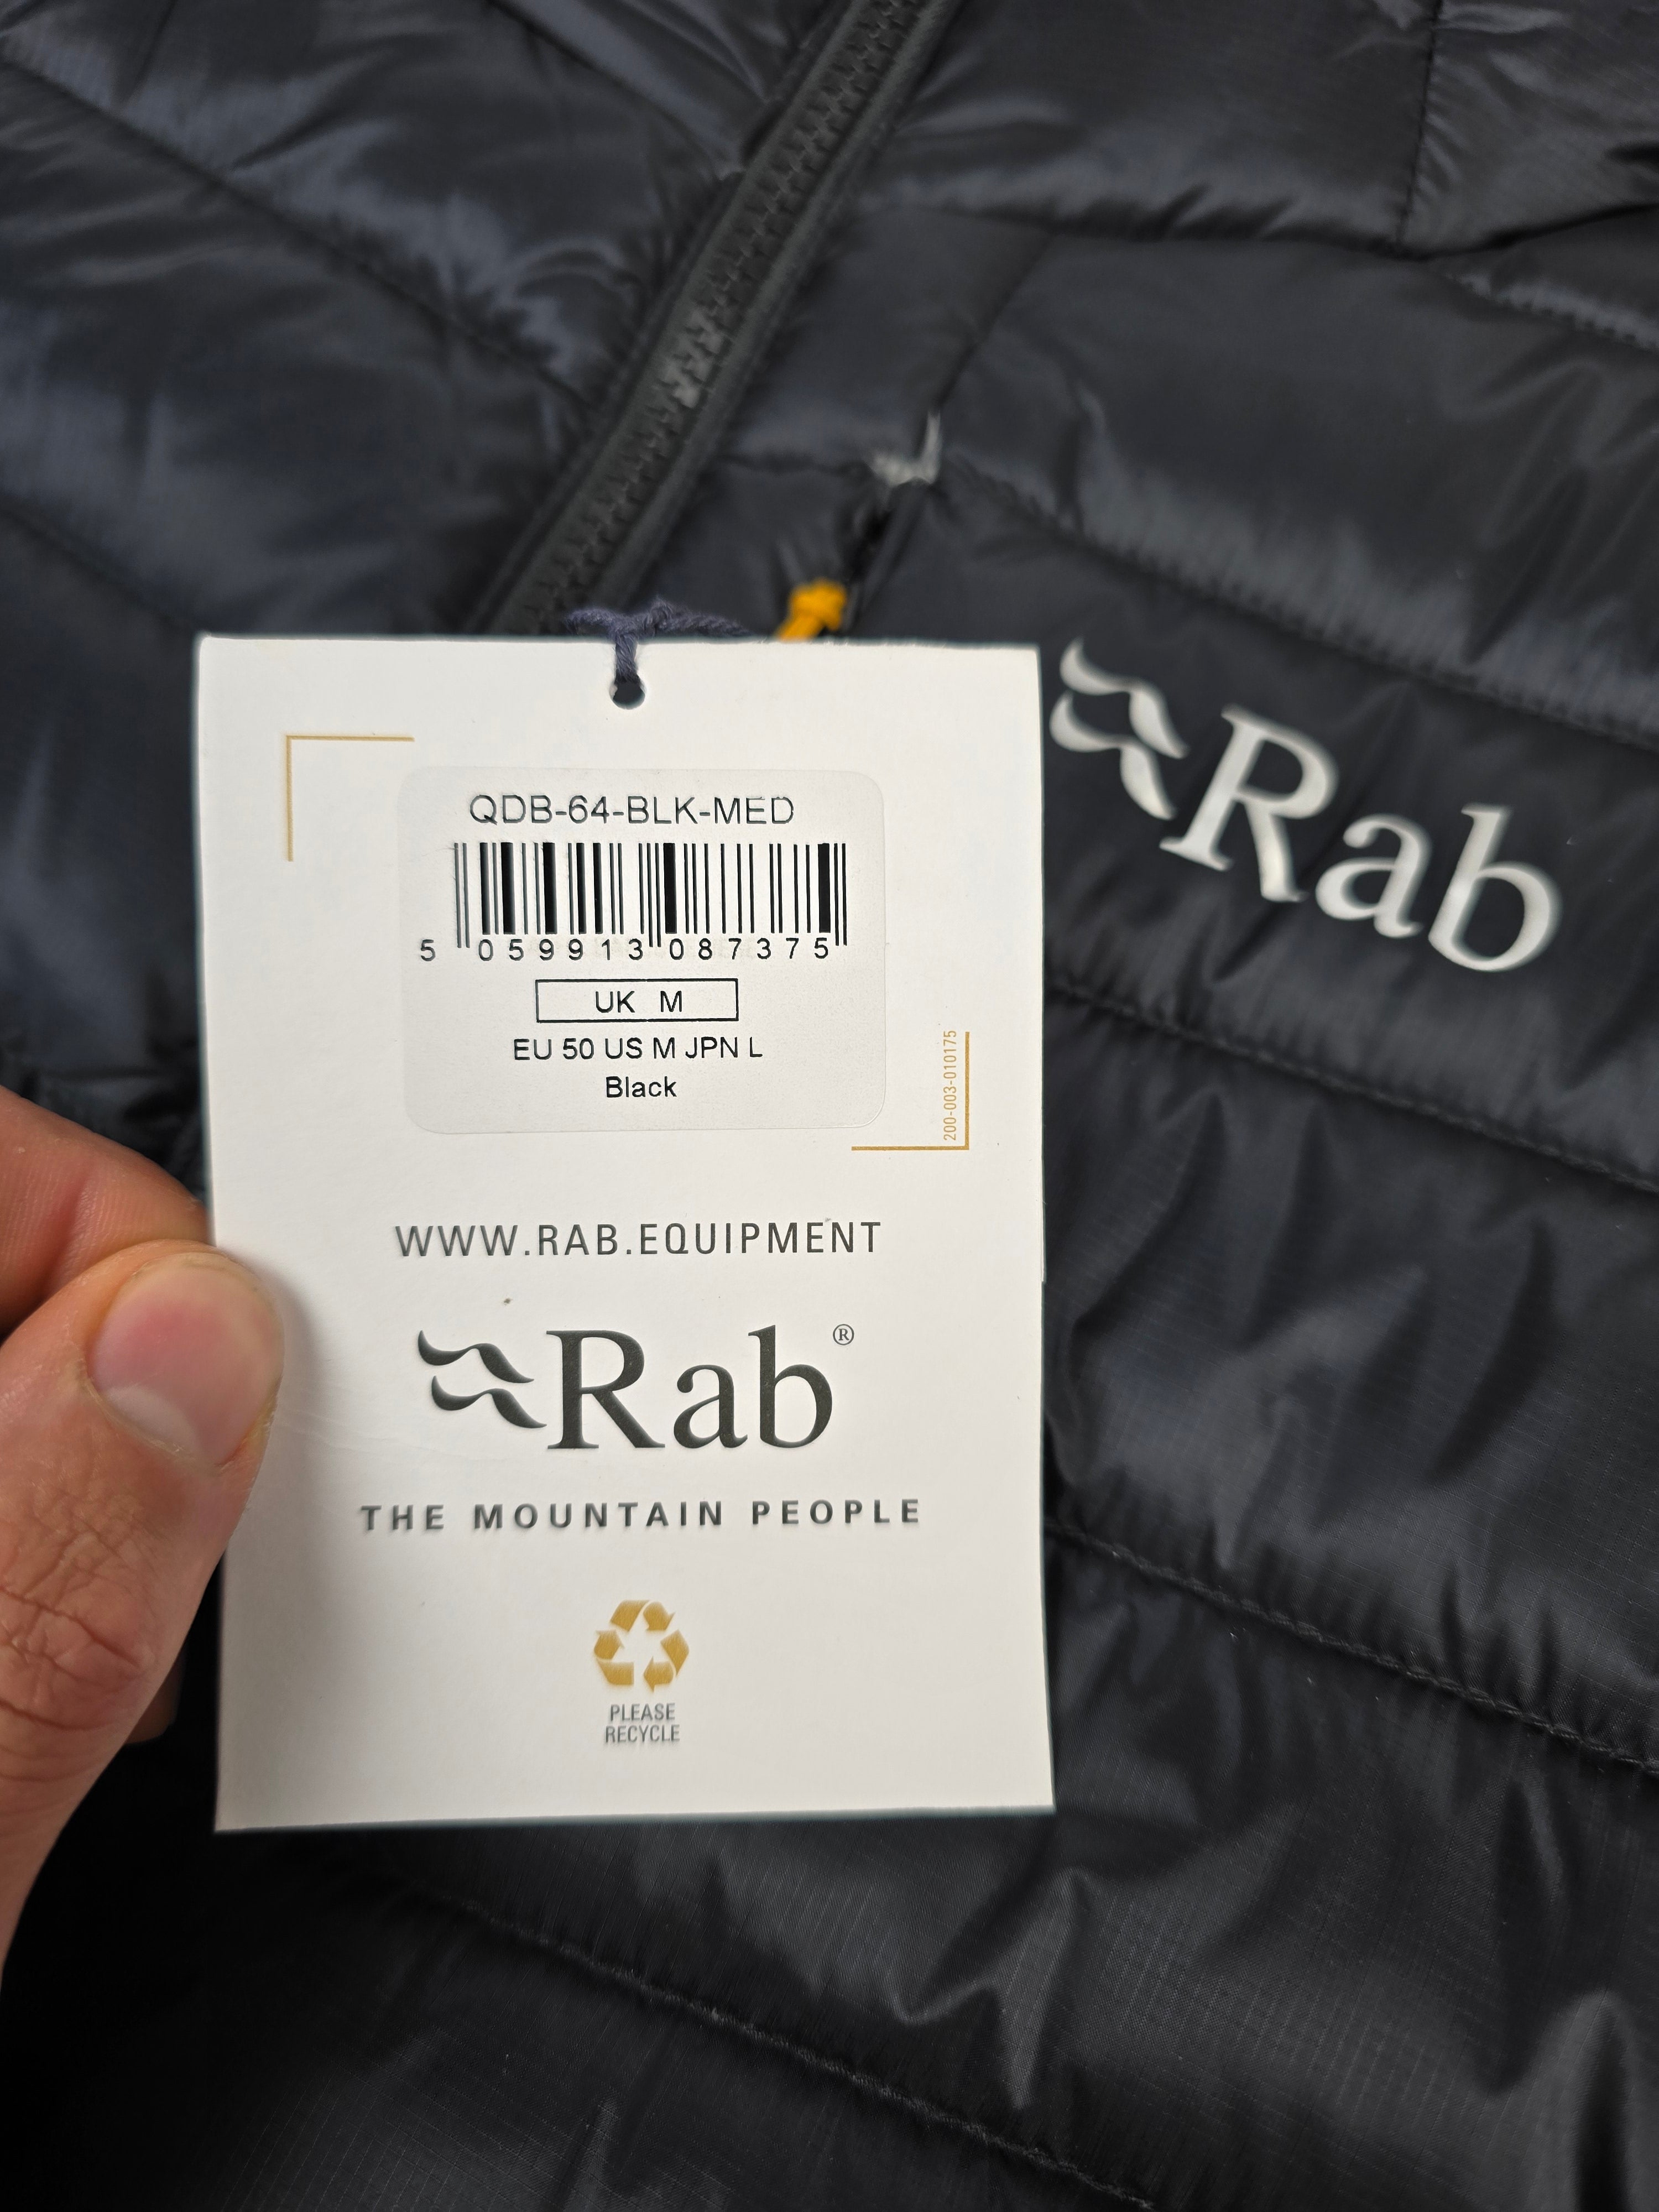 QDB-64-BLK-MED
5 059913 087375
UK M
EU 50 US M JPN L
Black
200-003-010175
WWW.RAB.EQUIPMENT
Rab®
THE MOUNTAIN PEOPLE
PLEASE
RECYCLE
Rab